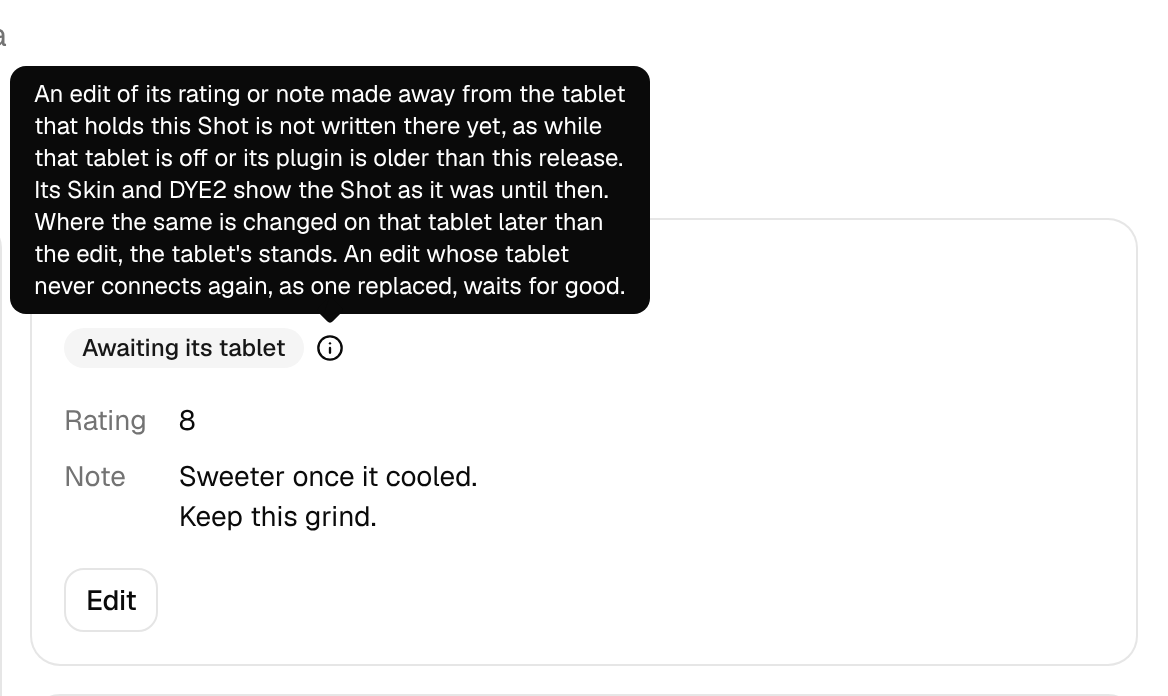 a
An edit of its rating or note made away from the tablet
that holds this Shot is not written there yet, as while
that tablet is off or its plugin is older than this release.
Its Skin and DYE2 show the Shot as it was until then.
Where the same is changed on that tablet later than
the edit, the tablet's stands. An edit whose tablet
never connects again, as one replaced, waits for good.
Awaiting its tablet
Rating 8
Note Sweeter once it cooled.
Keep this grind.
Edit